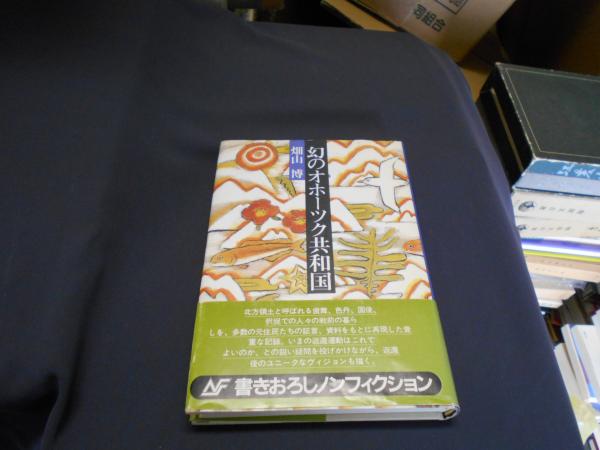 幻のオホーツク共和国
畑山 博
北方領土と呼ばれる歯舞、色丹、国後、
択捉での人々の戦前の暮ら
しを、多数の元住民たちの証言、資料をもとに再現した貴
重な記録。いまの返還運動はこれで
よいのか、との鋭い疑問を投げかけながら、返還
後のユニークなヴィジョンも描く。
NF 書きおろしノンフィクション
同組合